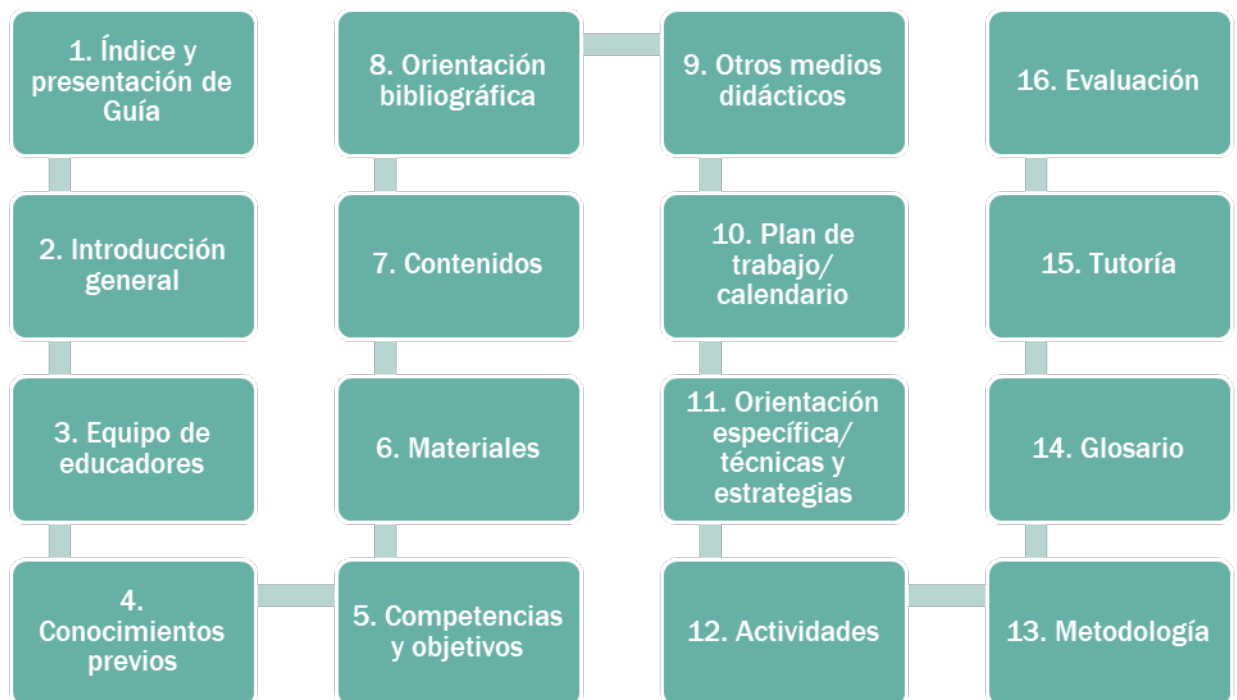 1. Índice y
presentación de
Guía
2. Introducción
general
3. Equipo de
educadores
4.
Conocimientos
previos
5. Competencias
y objetivos
6. Materiales
7. Contenidos
8. Orientación
bibliográfica
9. Otros medios
didácticos
10. Plan de
trabajo/
calendario
11. Orientación
específica/
técnicas y
estrategias
12. Actividades
13. Metodología
14. Glosario
15. Tutoría
16. Evaluación